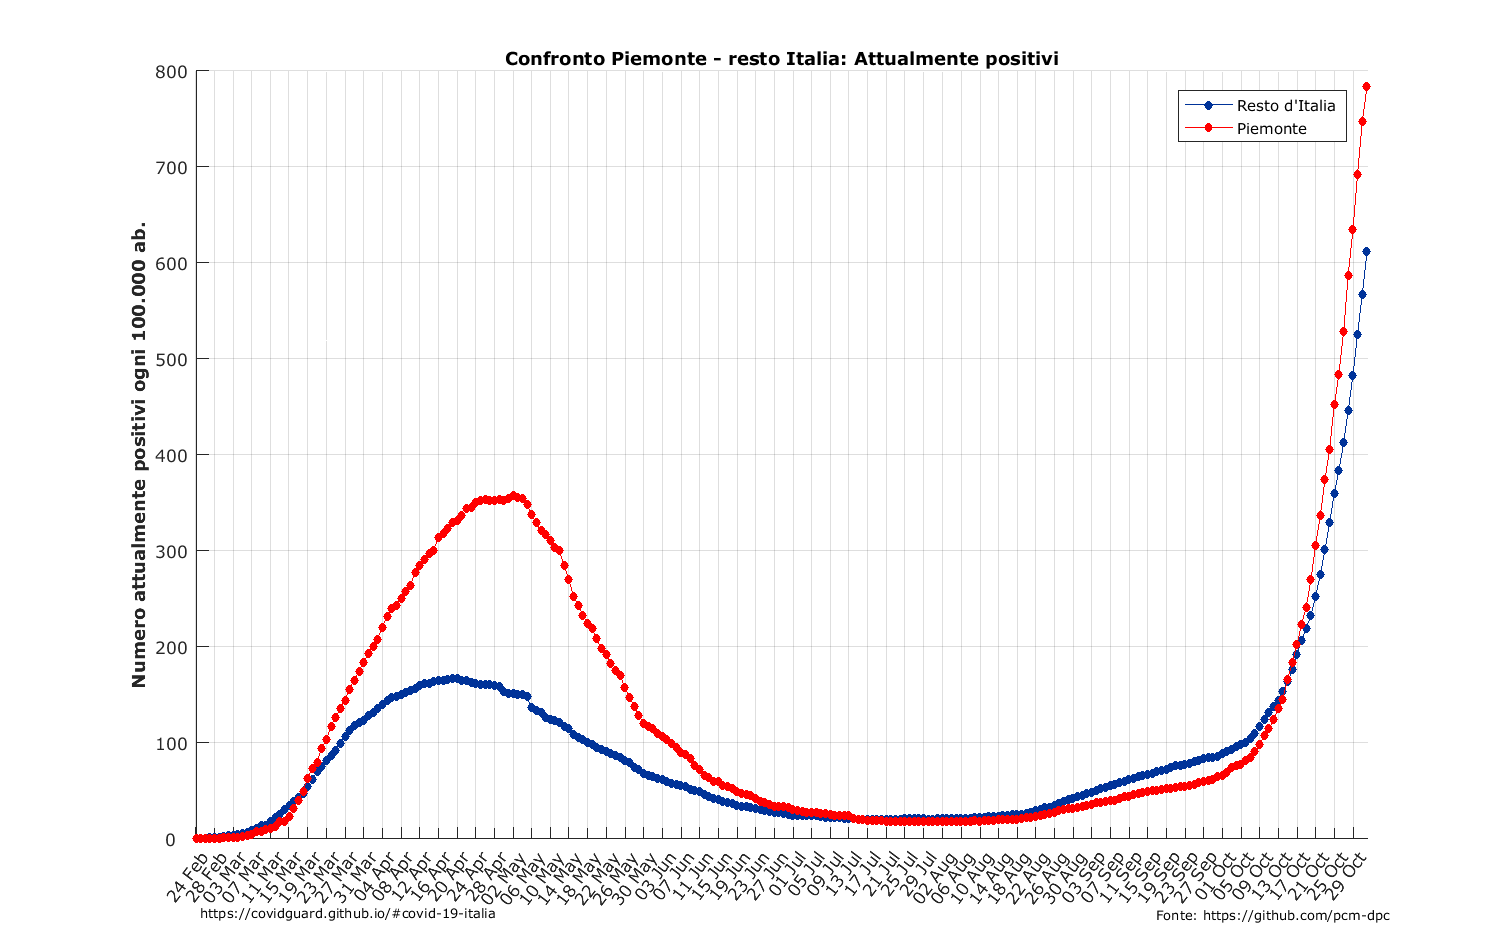 Confronto Piemonte - resto Italia: Attualmente positivi
Resto d'Italia
Piemonte
Numero attualmente positivi ogni 100.000 ab.
800
700
600
500
400
300
200
100
0
24 Feb
28 Feb
03 Mar
07 Mar
11 Mar
15 Mar
19 Mar
23 Mar
27 Mar
31 Mar
04 Apr
08 Apr
12 Apr
16 Apr
20 Apr
24 Apr
28 Apr
02 May
06 May
10 May
14 May
18 May
22 May
26 May
30 May
03 Jun
07 Jun
11 Jun
15 Jun
19 Jun
23 Jun
27 Jun
01 Jul
05 Jul
09 Jul
13 Jul
17 Jul
21 Jul
25 Jul
29 Jul
02 Aug
06 Aug
10 Aug
14 Aug
18 Aug
22 Aug
26 Aug
30 Aug
03 Sep
07 Sep
11 Sep
15 Sep
19 Sep
23 Sep
27 Sep
01 Oct
05 Oct
09 Oct
13 Oct
17 Oct
21 Oct
25 Oct
29 Oct
https://covidguard.github.io/#covid-19-italia
Fonte: https://github.com/pcm-dpc